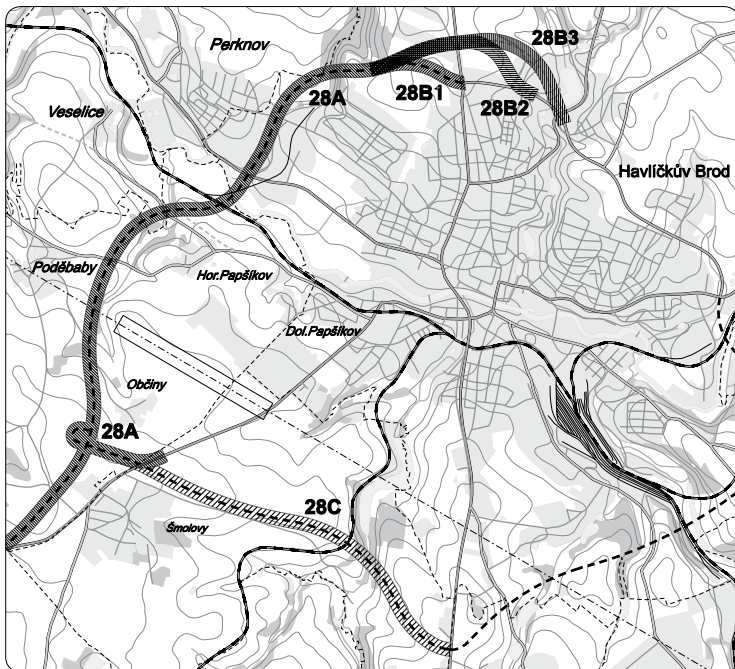 Perknov
28B3
28A
28B1
28B2
Veselice
Havlíčkův Brod
Poděbaby
Hor.Papšíkov
Dol.Papšíkov
Občiny
28A
28C
Šmolovy